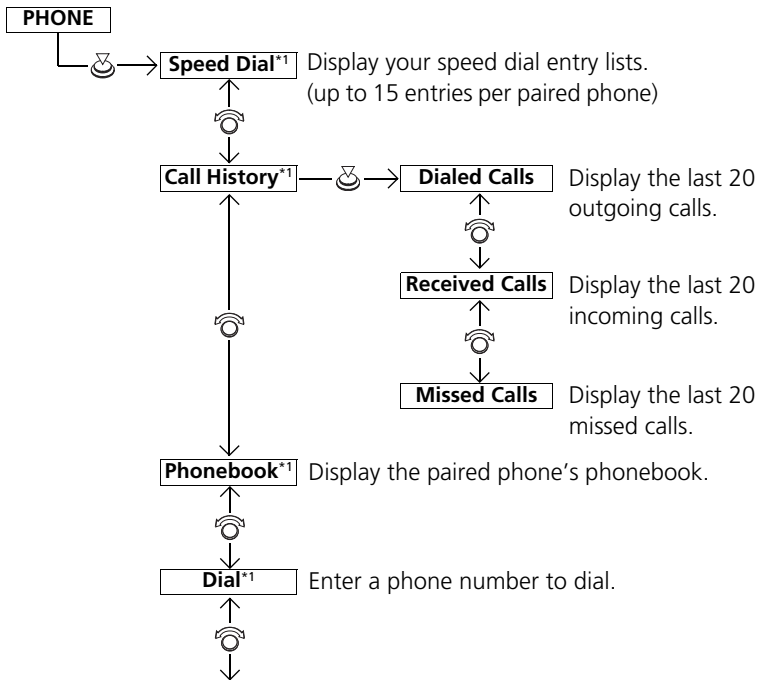 PHONE
Speed Dial*1 Display your speed dial entry lists.
(up to 15 entries per paired phone)
Call History*1 Dialed Calls Display the last 20
outgoing calls.
Received Calls Display the last 20
incoming calls.
Missed Calls Display the last 20
missed calls.
Phonebook*1 Display the paired phone’s phonebook.
Dial*1 Enter a phone number to dial.